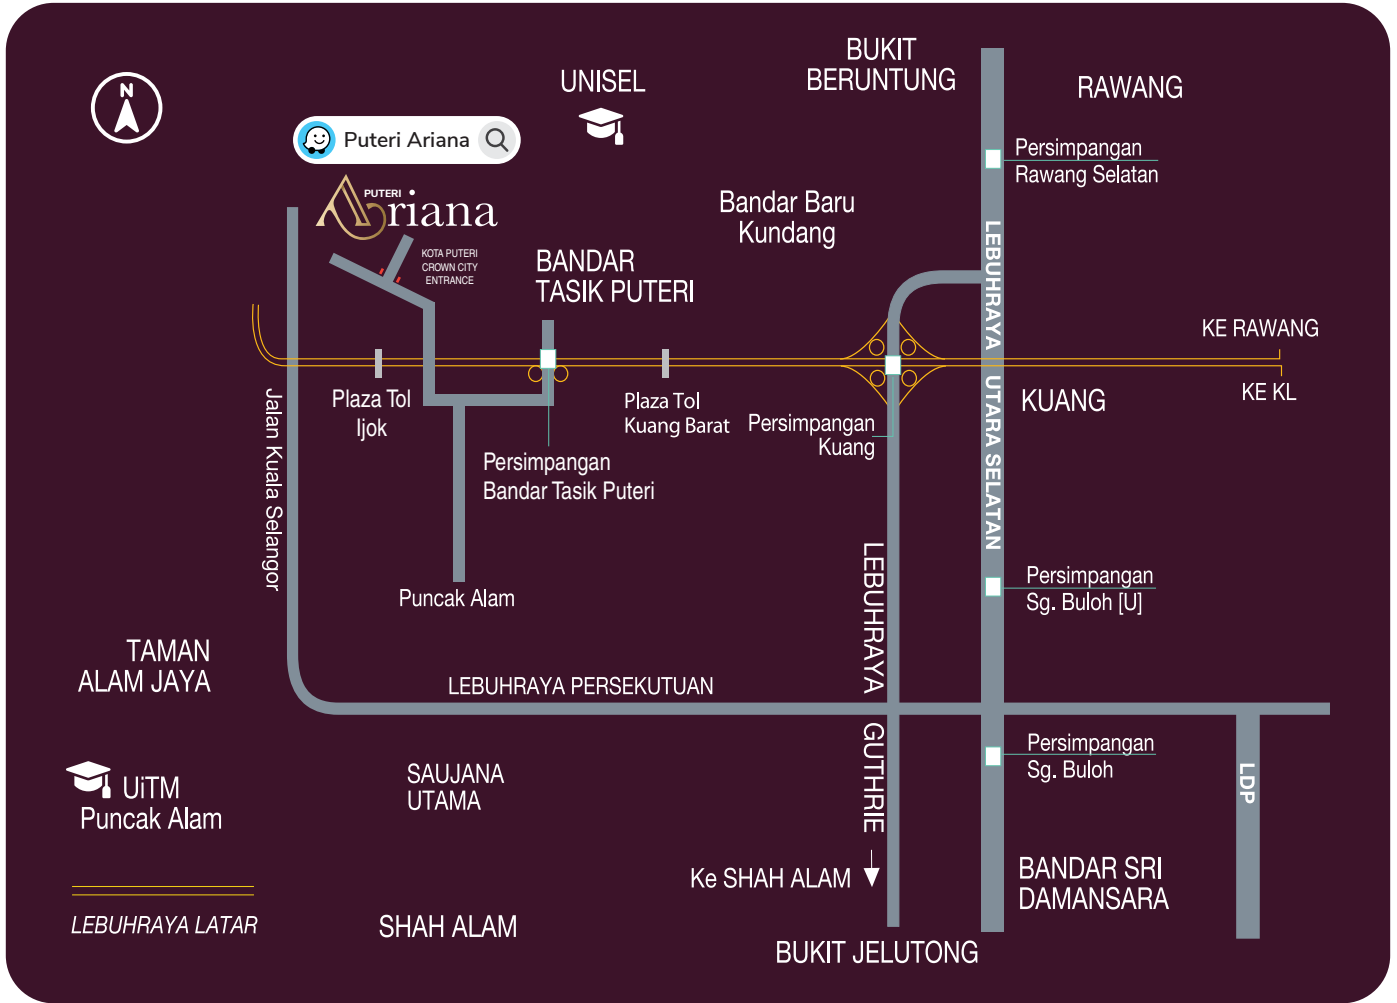 N
UNISEL
BUKIT
BERUNTUNG
RAWANG
Puteri Ariana
PUTERI
Ariana
KOTA PUTERI
CROWN CITY
ENTRANCE
Persimpangan
Rawang Selatan
Bandar Baru
Kundang
BANDAR
TASIK PUTERI
LEBUHRAYA UTARA SELATAN
KE RAWANG
KE KL
KUANG
Jalan Kuala Selangor
Plaza Tol
Ijok
Plaza Tol
Kuang Barat
Persimpangan
Kuang
Persimpangan
Bandar Tasik Puteri
Puncak Alam
LEBUHRAYA GUTHRIE
Persimpangan
Sg. Buloh [U]
TAMAN
ALAM JAYA
LEBUHRAYA PERSEKUTUAN
Persimpangan
Sg. Buloh
LDP
UiTM
Puncak Alam
SAUJANA
UTAMA
Ke SHAH ALAM
BANDAR SRI
DAMANSARA
LEBUHRAYA LATAR
SHAH ALAM
BUKIT JELUTONG